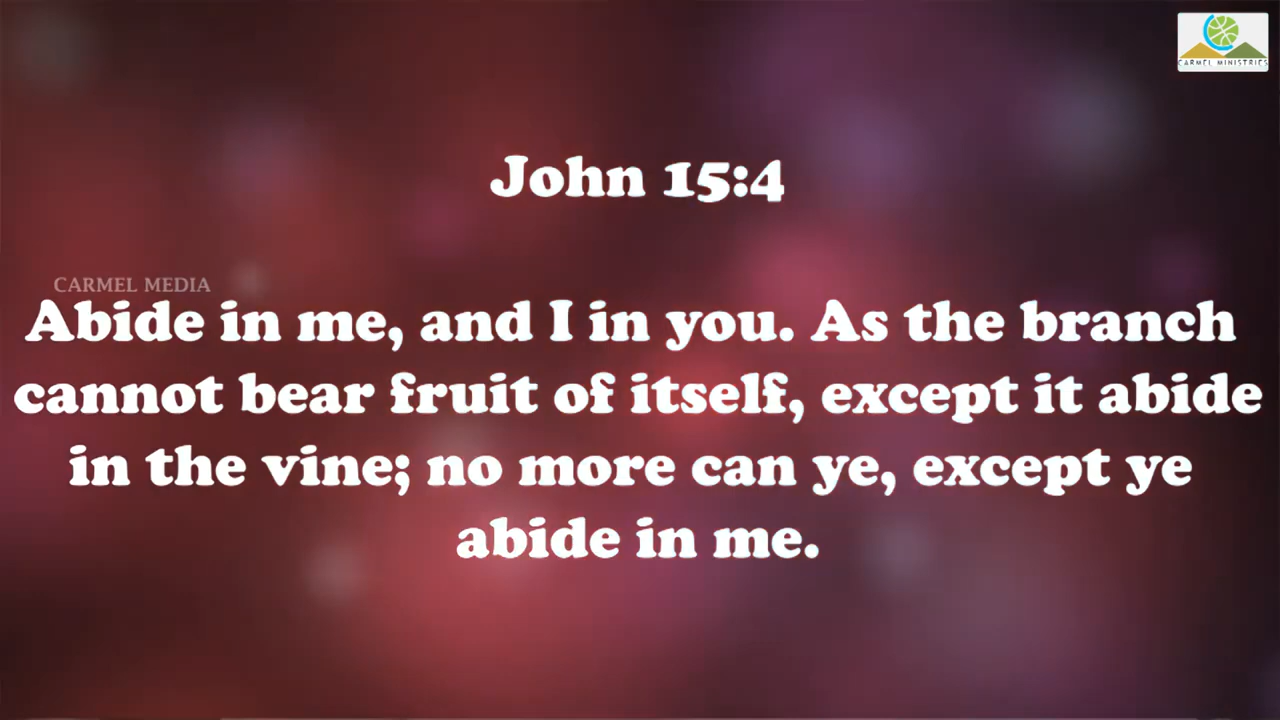 CARMEL MINISTRIES
John 15:4
CARMEL MEDIA
Abide in me, and I in you. As the branch
cannot bear fruit of itself, except it abide
in the vine; no more can ye, except ye
abide in me.